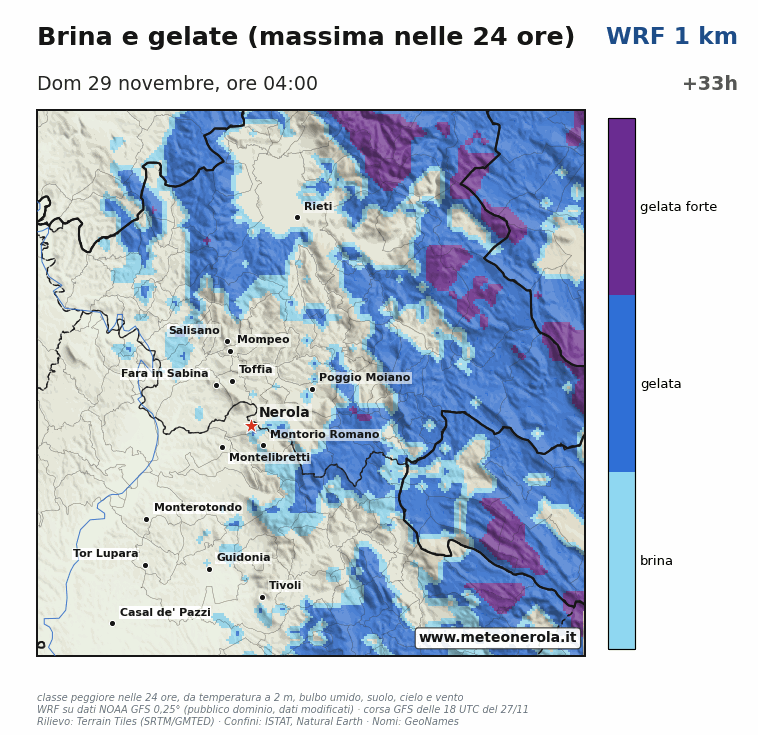 Brina e gelate (massima nelle 24 ore)
WRF 1 km
Dom 29 novembre, ore 04:00
+33h
Rieti
Salisano
Mompeo
Toffia
Fara in Sabina
Poggio Moiano
Nerola
Montorio Romano
Montelibretti
Monterotondo
Tor Lupara
Guidonia
Tivoli
Casal de' Pazzi
www.meteonerola.it
gelata forte
gelata
brina
classe peggiore nelle 24 ore, da temperatura a 2 m, bulbo umido, suolo, cielo e vento
WRF su dati NOAA GFS 0,25° (pubblico dominio, dati modificati) · corsa GFS delle 18 UTC del 27/11
Rilievo: Terrain Tiles (SRTM/GMTED) · Confini: ISTAT, Natural Earth · Nomi: GeoNames